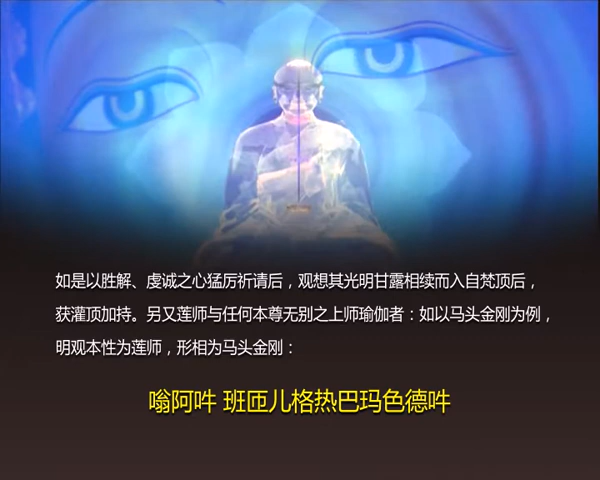 如是以胜解、虔诚之心猛厉祈请后，观想其光明甘露相续而入自梵顶后，
获灌顶加持。另又莲师与任何本尊无别之上师瑜伽者：如以马头金刚为例，
明观本性为莲师，形相为马头金刚：
嗡阿吽 班匝儿格热巴玛色德吽